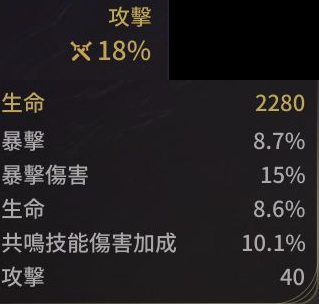 攻擊
18%
生命 2280
暴擊 8.7%
暴擊傷害 15%
生命 8.6%
共鳴技能傷害加成 10.1%
攻擊 40